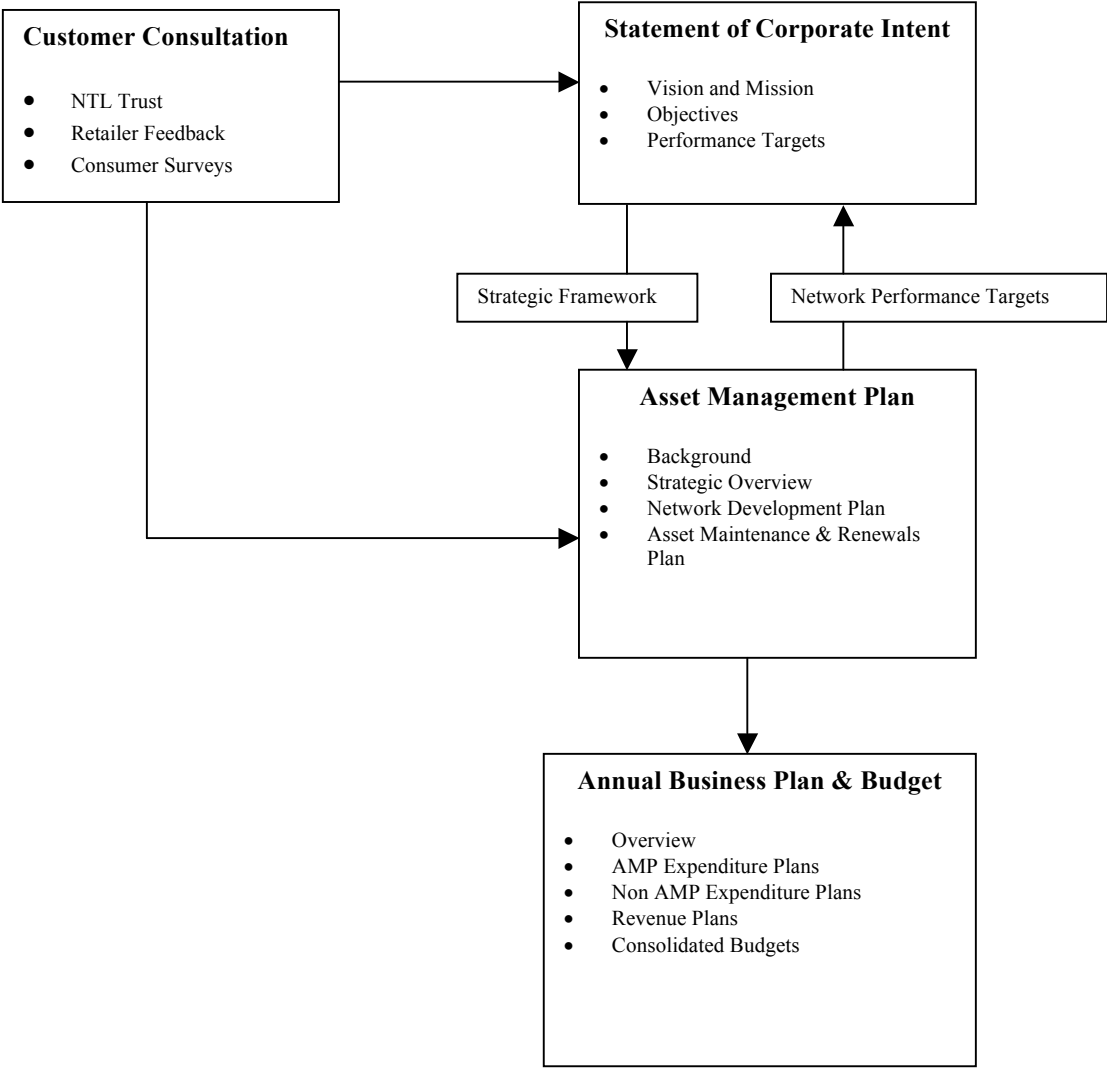 Customer Consultation
• NTL Trust
• Retailer Feedback
• Consumer Surveys
Statement of Corporate Intent
• Vision and Mission
• Objectives
• Performance Targets
Strategic Framework
Network Performance Targets
Asset Management Plan
• Background
• Strategic Overview
• Network Development Plan
• Asset Maintenance & Renewals
Plan
Annual Business Plan & Budget
• Overview
• AMP Expenditure Plans
• Non AMP Expenditure Plans
• Revenue Plans
• Consolidated Budgets